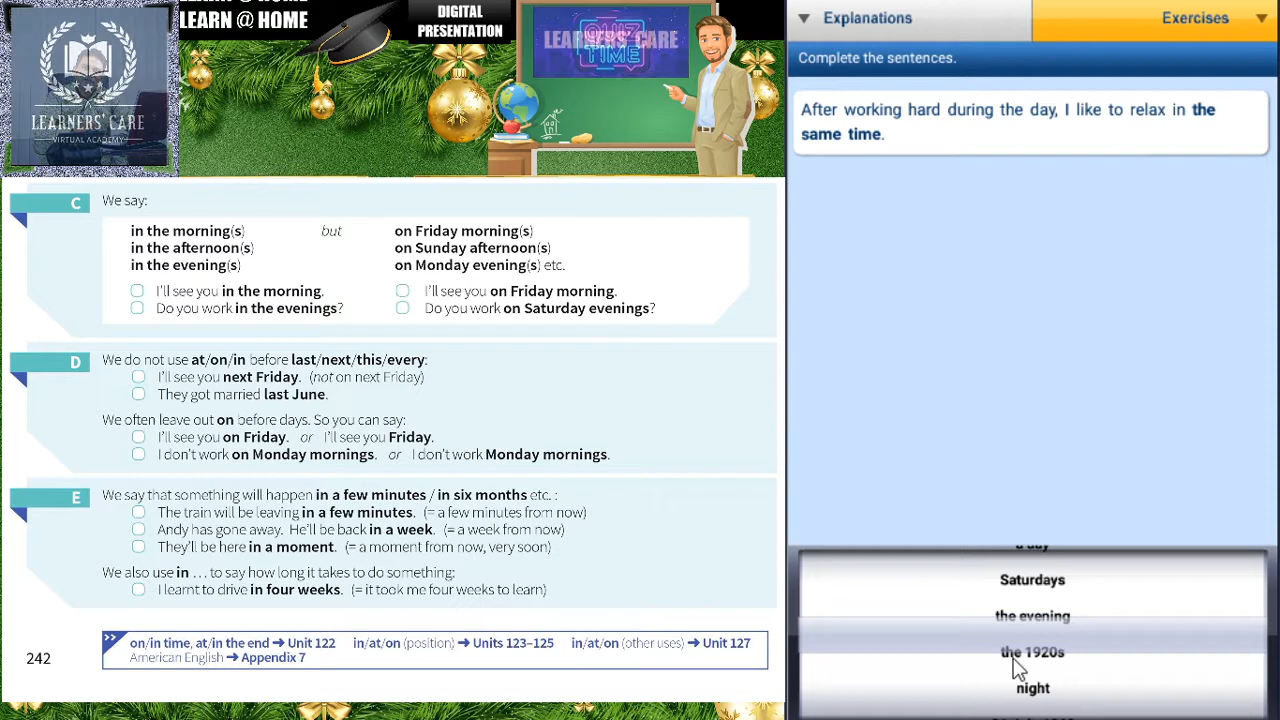 LEARN @ HOME
LEARN @ HOME
DIGITAL
PRESENTATION
LEARNERS' CARE
QUIZ
TIME
LEARNERS' CARE
VIRTUAL ACADEMY
C
We say:
in the morning(s) but on Friday morning(s)
in the afternoon(s) on Sunday afternoon(s)
in the evening(s) on Monday evening(s) etc.
I'll see you in the morning. I'll see you on Friday morning.
Do you work in the evenings? Do you work on Saturday evenings?
D
We do not use at/on/in before last/next/this/every:
I'll see you next Friday. (not on next Friday)
They got married last June.
We often leave out on before days. So you can say:
I'll see you on Friday. or I'll see you Friday.
I don't work on Monday mornings. or I don't work Monday mornings.
E
We say that something will happen in a few minutes / in six months etc. :
The train will be leaving in a few minutes. (= a few minutes from now)
Andy has gone away. He'll be back in a week. (= a week from now)
They'll be here in a moment. (= a moment from now, very soon)
We also use in … to say how long it takes to do something:
I learnt to drive in four weeks. (= it took me four weeks to learn)
242
on/in time, at/in the end ➔ Unit 122 in/at/on (position) ➔ Units 123–125 in/at/on (other uses) ➔ Unit 127
American English ➔ Appendix 7
Explanations
Exercises
Complete the sentences.
After working hard during the day, I like to relax in the
same time.
a day
Saturdays
the evening
the 1920s
night